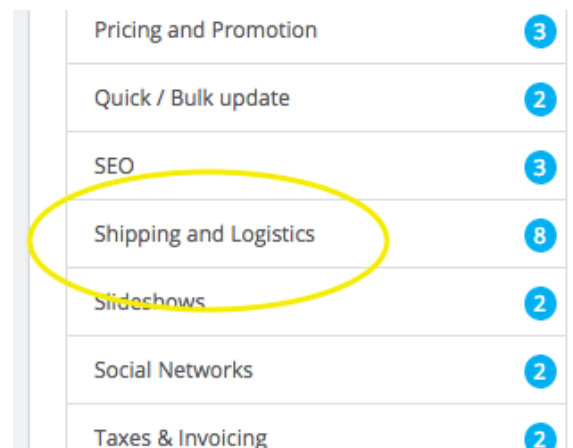 Pricing and Promotion 3
Quick / Bulk update 2
SEO 3
Shipping and Logistics 8
Slideshows 2
Social Networks 2
Taxes & Invoicing 2